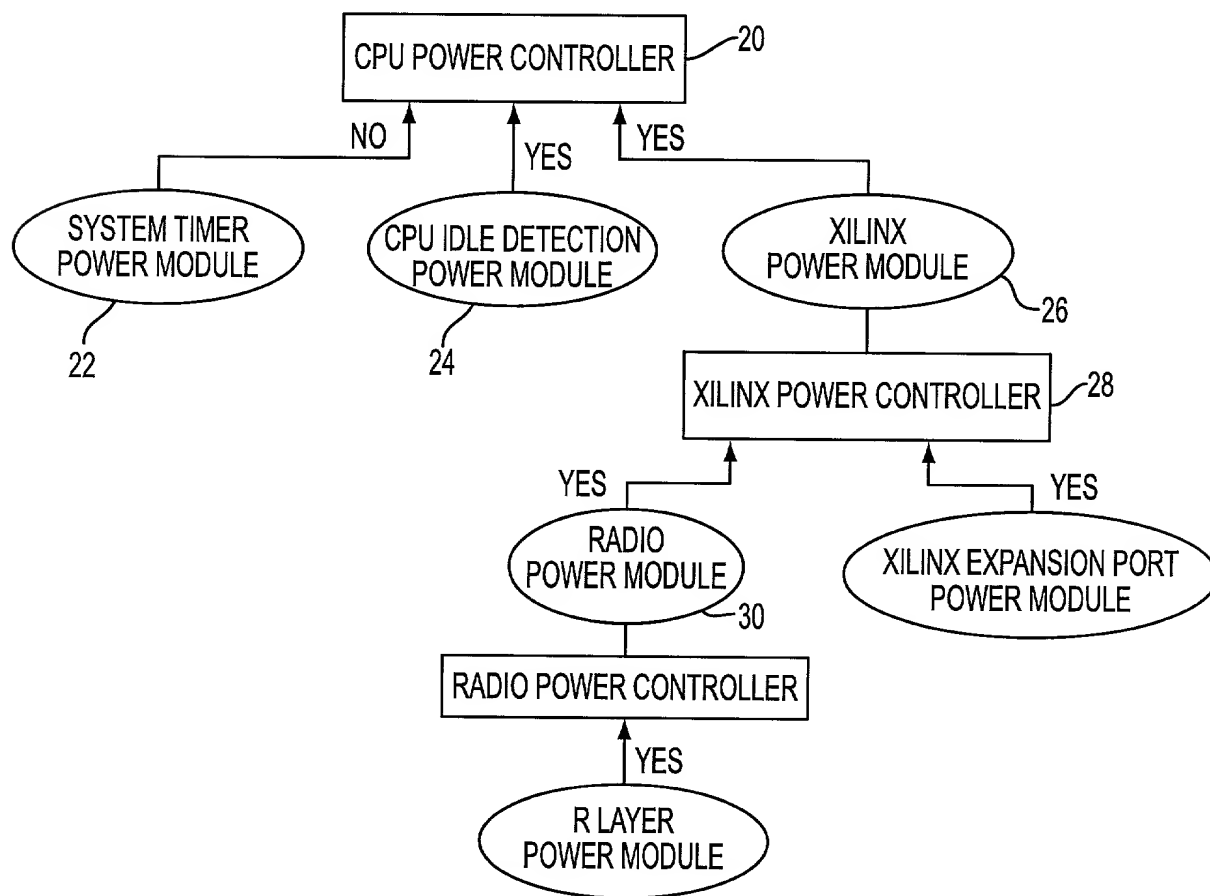 CPU POWER CONTROLLER
20
NO
YES
YES
SYSTEM TIMER
POWER MODULE
CPU IDLE DETECTION
POWER MODULE
XILINX
POWER MODULE
22
24
26
XILINX POWER CONTROLLER
28
YES
YES
RADIO
POWER MODULE
XILINX EXPANSION PORT
POWER MODULE
30
RADIO POWER CONTROLLER
YES
R LAYER
POWER MODULE